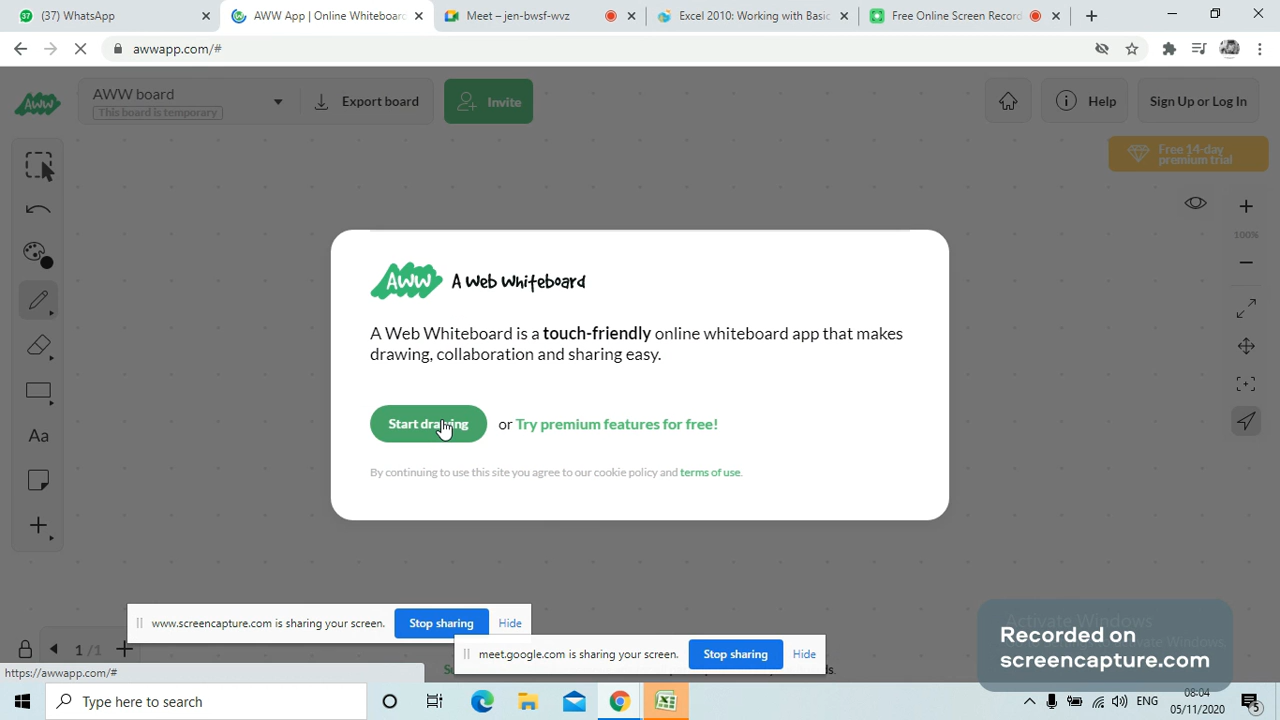 (37) WhatsApp
AWW App | Online Whiteboard
Meet – jen-bwsf-wvz
Excel 2010: Working with Basic
Free Online Screen Record
awwapp.com/#
AWW
AWW board
This board is temporary
Export board
Invite
Help
Sign Up or Log In
Free 14-day
premium trial
100%
AWW A Web Whiteboard
A Web Whiteboard is a touch-friendly online whiteboard app that makes
drawing, collaboration and sharing easy.
Start drawing or Try premium features for free!
By continuing to use this site you agree to our cookie policy and terms of use.
Aa
www.screencapture.com is sharing your screen. Stop sharing Hide
meet.google.com is sharing your screen. Stop sharing Hide
1 / 1
https://awwapp.com/#
Activate Windows
Recorded on
screencapture.com
Type here to search
ENG
08-04
05/11/2020
5